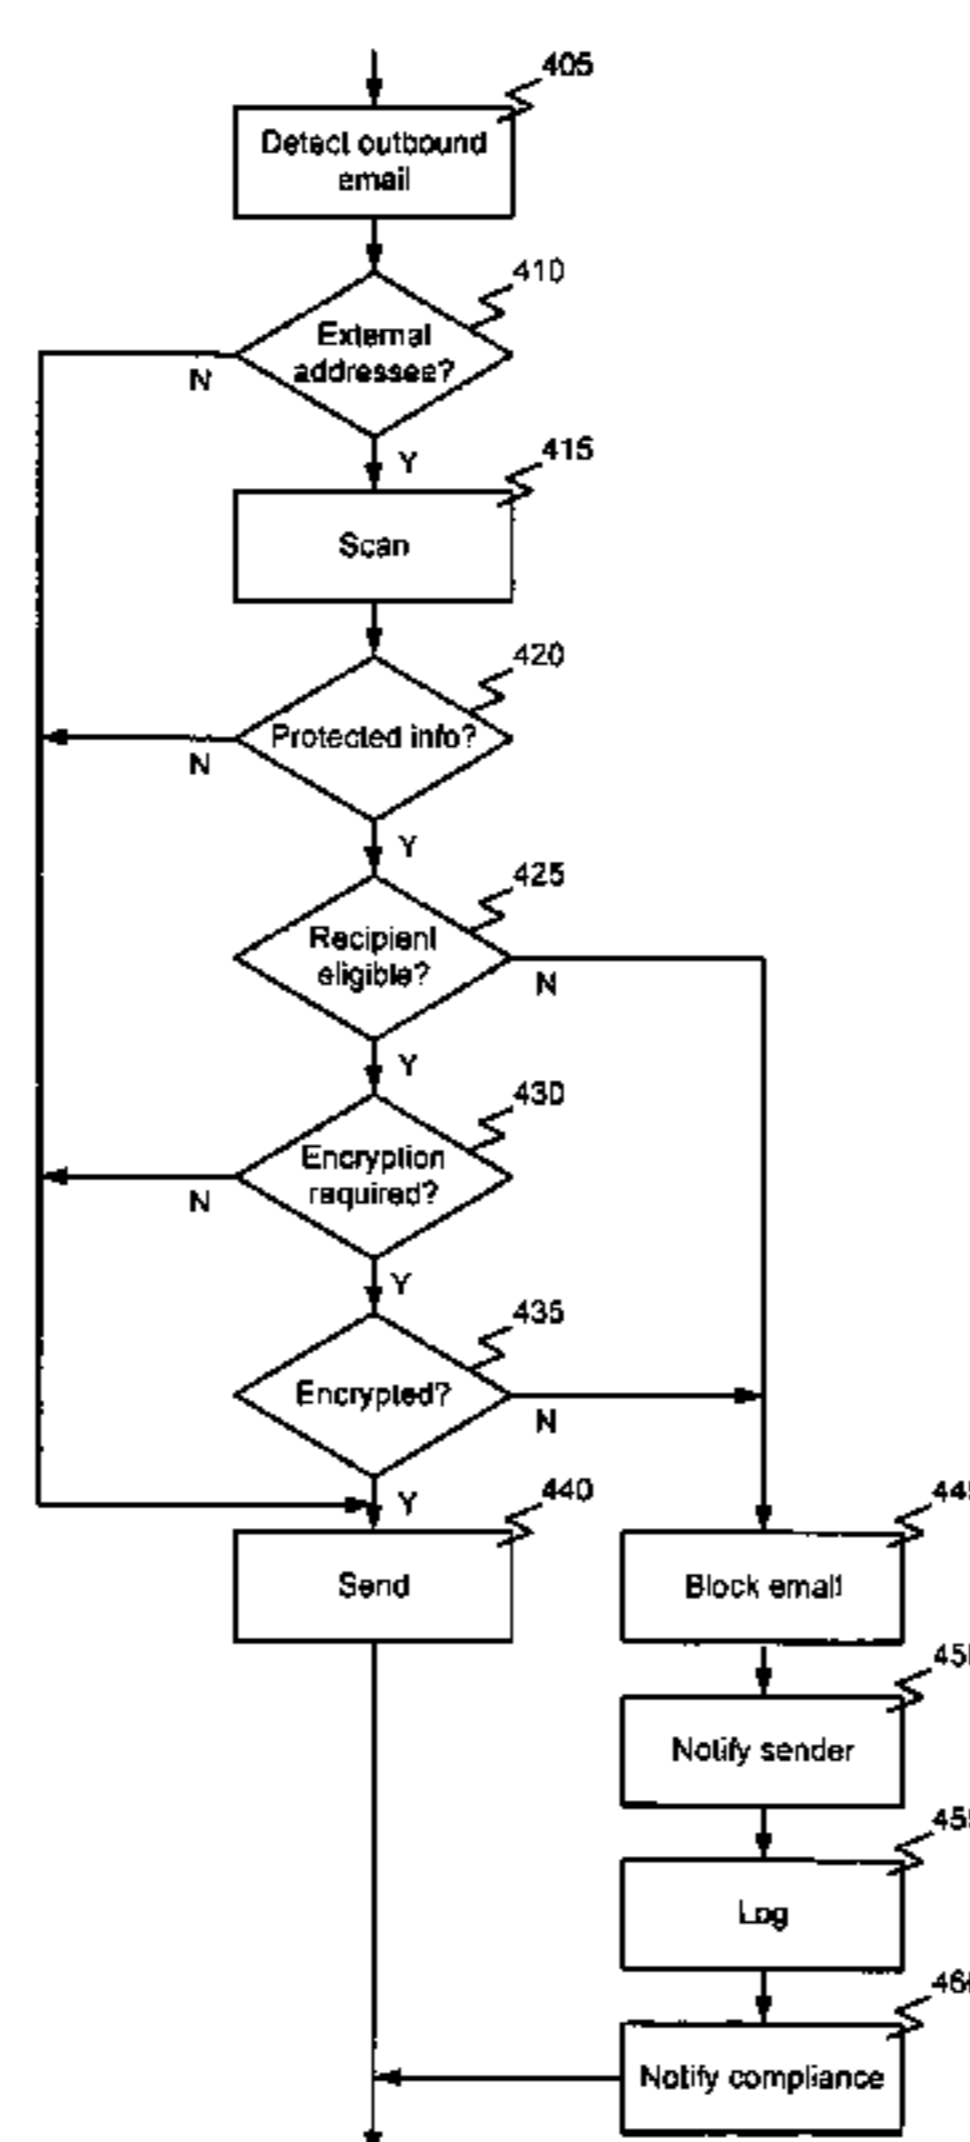 405
Detect outbound
email
410
External
addressee?
N
Y
415
Scan
420
Protected info?
N
Y
425
Recipient
eligible?
N
Y
430
Encryption
required?
N
Y
435
Encrypted?
N
Y
440
Send
Block email
Notify sender
Log
Notify compliance